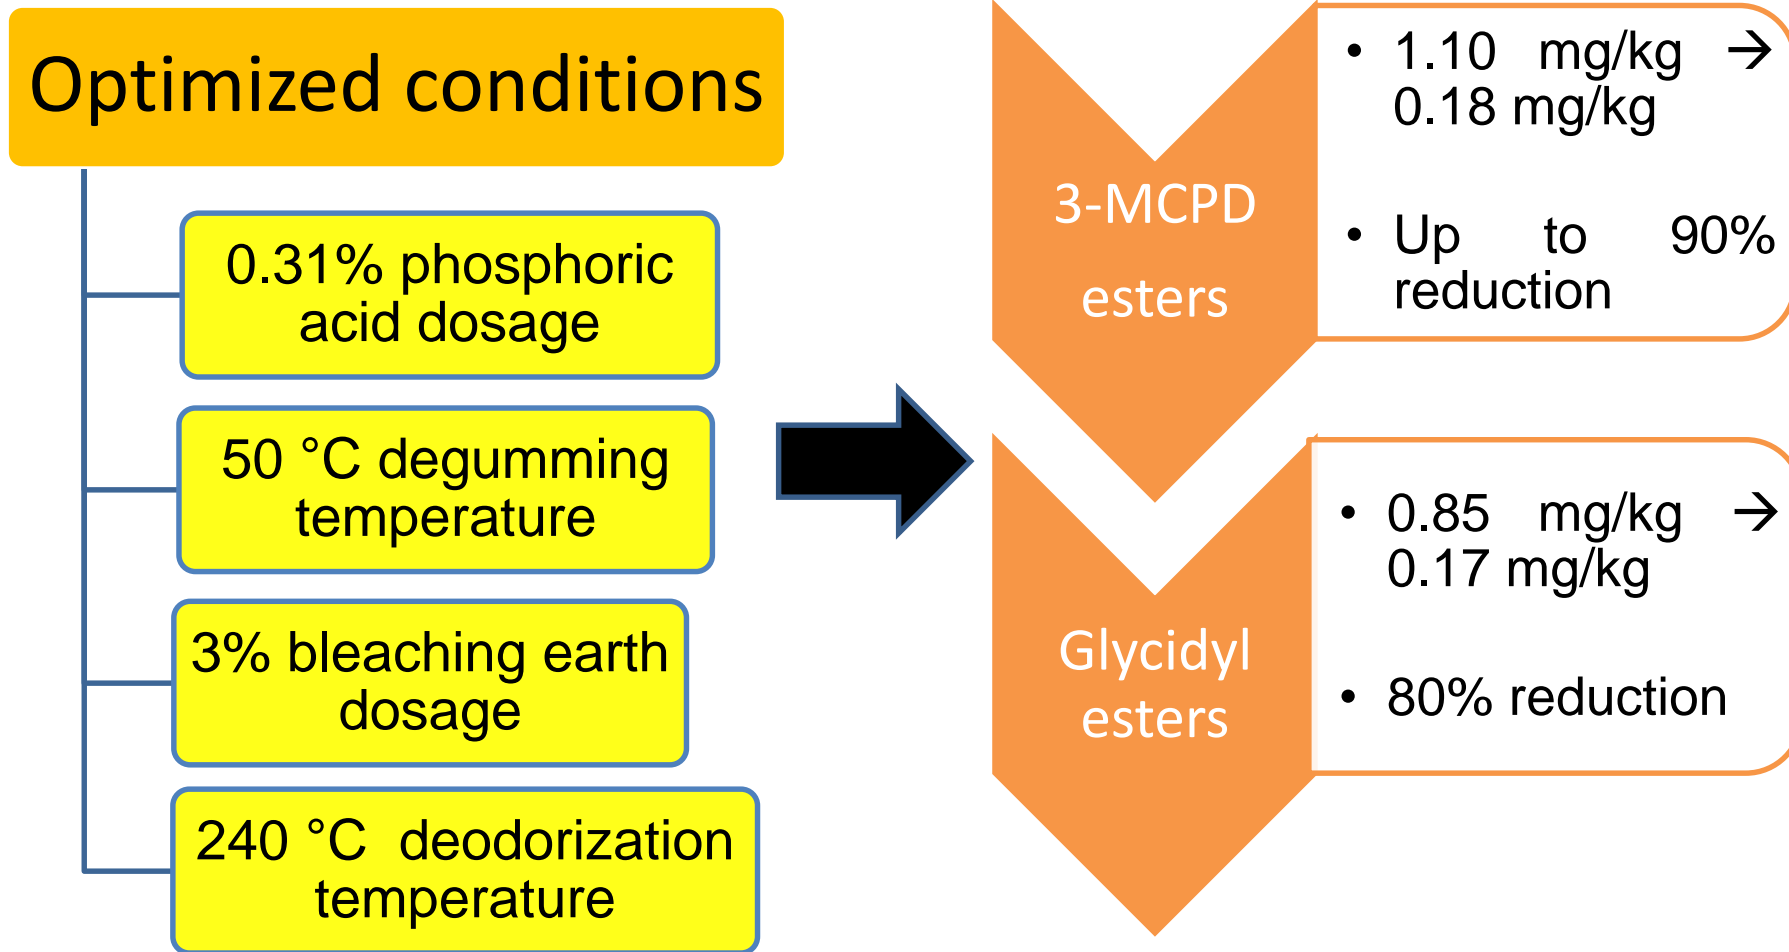 Optimized conditions
0.31% phosphoric
acid dosage
50 °C degumming
temperature
3% bleaching earth
dosage
240 °C deodorization
temperature
3-MCPD
esters
• 1.10 mg/kg →
0.18 mg/kg
• Up to 90%
reduction
Glycidyl
esters
• 0.85 mg/kg →
0.17 mg/kg
• 80% reduction